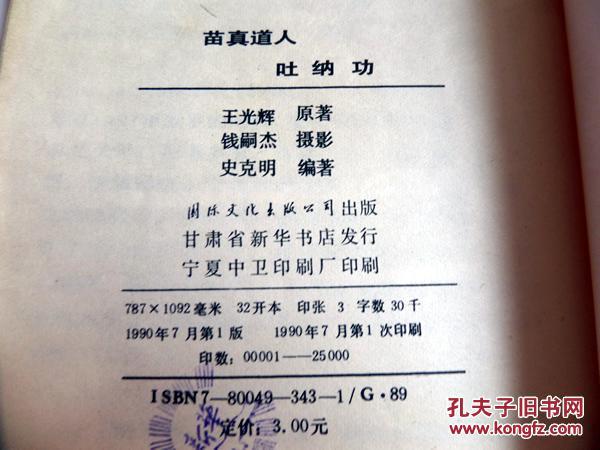 苗真道人
吐纳功
王光辉 原著
钱嗣杰 摄影
史克明 编著
国际文化出版公司出版
甘肃省新华书店发行
宁夏中卫印刷厂印刷
787×1092毫米 32开本 印张 3 字数30千
1990年7月第1版 1990年7月第1次印刷
印数：00001——25000
ISBN7—80049—343—1/G·89
定价：3.00元
孔夫子旧书网